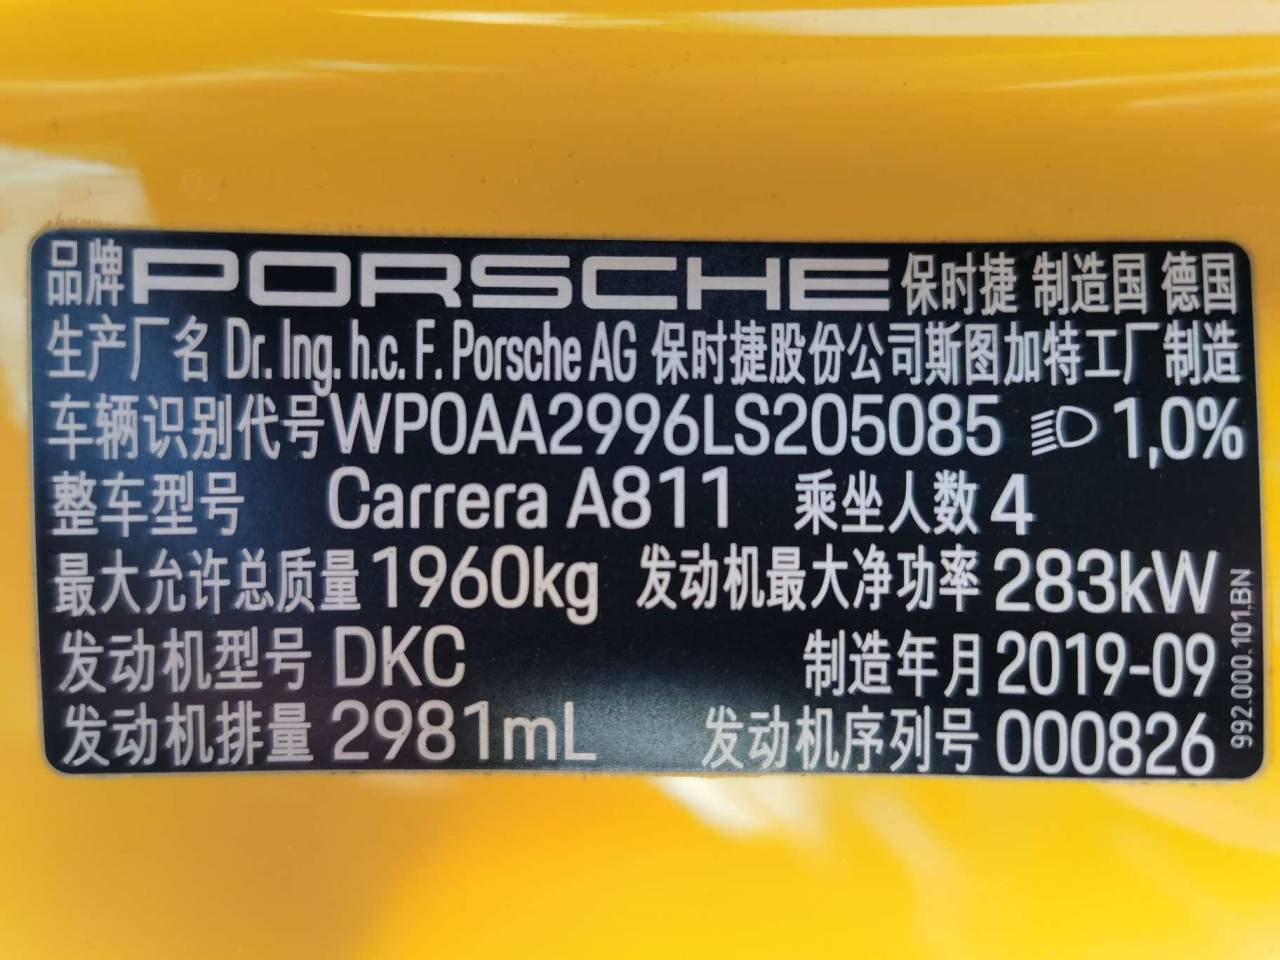 品牌 PORSCHE 保时捷 制造国 德国
生产厂名 Dr. Ing. h.c. F. Porsche AG 保时捷股份公司斯图加特工厂制造
车辆识别代号 WP0AA2996LS205085 1,0%
整车型号 Carrera A811 乘坐人数 4
最大允许总质量 1960kg 发动机最大净功率 283kW
发动机型号 DKC 制造年月 2019-09
发动机排量 2981mL 发动机序列号 000826
992.000.101.BN